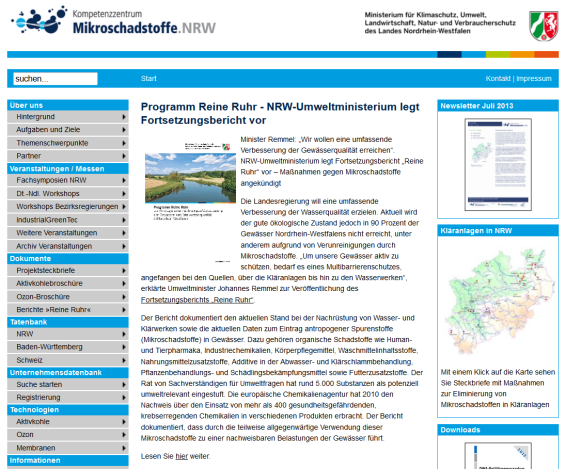 Kompetenzzentrum
Mikroschadstoffe.NRW
Ministerium für Klimaschutz, Umwelt,
Landwirtschaft, Natur- und Verbraucherschutz
des Landes Nordrhein-Westfalen
suchen...
Start
Kontakt | Impressum
Über uns
Hintergrund
Aufgaben und Ziele
Themenschwerpunkte
Partner
Veranstaltungen / Messen
Fachsymposien NRW
Dt.-Ndl. Workshops
Workshops Bezirksregierungen
IndustrialGreenTec
Weitere Veranstaltungen
Archiv Veranstaltungen
Dokumente
Projektsteckbriefe
Aktivkohlebroschüre
Ozon-Broschüre
Berichte »Reine Ruhr«
Tatenbank
NRW
Baden-Württemberg
Schweiz
Unternehmensdatenbank
Suche starten
Registrierung
Technologien
Aktivkohle
Ozon
Membranen
Informationen
Programm Reine Ruhr - NRW-Umweltministerium legt
Fortsetzungsbericht vor
Programm Reine Ruhr
Minister Remmel: „Wir wollen eine umfassende
Verbesserung der Gewässerqualität erreichen“.
NRW-Umweltministerium legt Fortsetzungsbericht „Reine
Ruhr“ vor – Maßnahmen gegen Mikroschadstoffe
angekündigt
Die Landesregierung will eine umfassende
Verbesserung der Wasserqualität erzielen. Aktuell wird
der gute ökologische Zustand jedoch in 90 Prozent der
Gewässer Nordrhein-Westfalens nicht erreicht, unter
anderem aufgrund von Verunreinigungen durch
Mikroschadstoffe. „Um unsere Gewässer aktiv zu
schützen, bedarf es eines Multibarrierenschutzes,
angefangen bei den Quellen, über die Kläranlagen bis hin zu den Wasserwerken“,
erklärte Umweltminister Johannes Remmel zur Veröffentlichung des
Fortsetzungsberichts „Reine Ruhr“.
Der Bericht dokumentiert den aktuellen Stand bei der Nachrüstung von Wasser- und
Klärwerken sowie die aktuellen Daten zum Eintrag antropogener Spurenstoffe
(Mikroschadstoffe) in Gewässer. Dazu gehören organische Schadstoffe wie Human-
und Tierpharmaka, Industriechemikalien, Körperpflegemittel, Waschmittelinhaltsstoffe,
Nahrungsmittelzusatzstoffe, Additive in der Abwasser- und Klärschlammbehandlung,
Pflanzenbehandlungs- und Schädlingsbekämpfungsmittel sowie Futterzusatzstoffe. Der
Rat von Sachverständigen für Umweltfragen hat rund 5.000 Substanzen als potenziell
umweltrelevant eingestuft. Die europäische Chemikalienagentur hat 2010 den
Nachweis über den Einsatz von mehr als 400 gesundheitsgefährdenden,
krebserregenden Chemikalien in verschiedenen Produkten erbracht. Der Bericht
dokumentiert, dass durch die teilweise allgegenwärtige Verwendung dieser
Mikroschadstoffe zu einer nachweisbaren Belastungen der Gewässer führt.
Lesen Sie hier weiter.
Newsletter Juli 2013
Kläranlagen in NRW
Mit einem Klick auf die Karte sehen
Sie Steckbriefe mit Maßnahmen
zur Eliminierung von
Mikroschadstoffen in Kläranlagen
Downloads